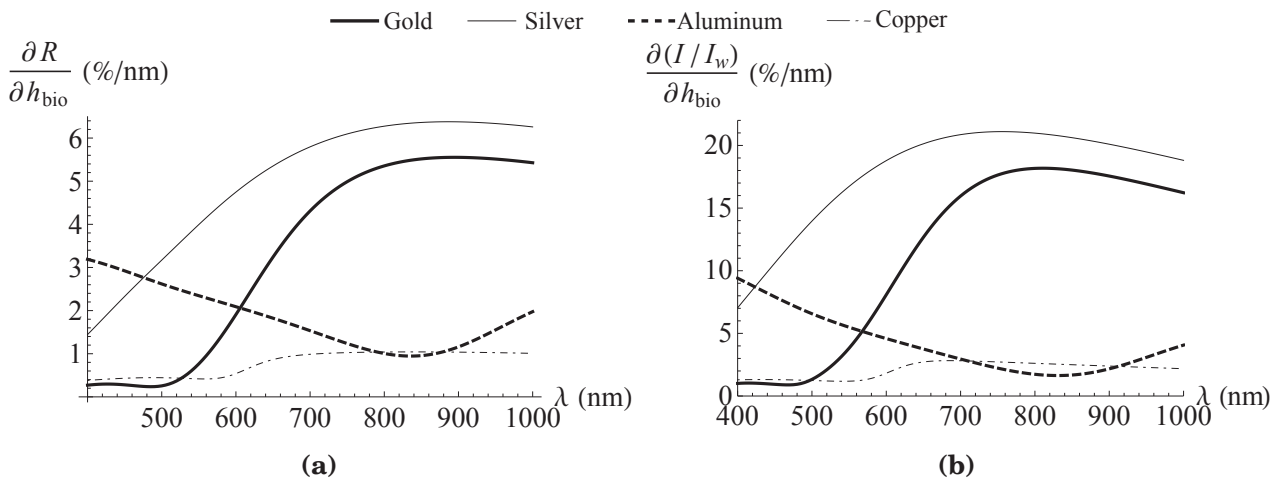 Gold Silver Aluminum Copper
∂R/∂h_bio (%/nm)
6
5
4
3
2
1
500 600 700 800 900 1000 λ (nm)
(a)
∂(I/I_w)/∂h_bio (%/nm)
20
15
10
5
0
400 500 600 700 800 900 1000 λ (nm)
(b)